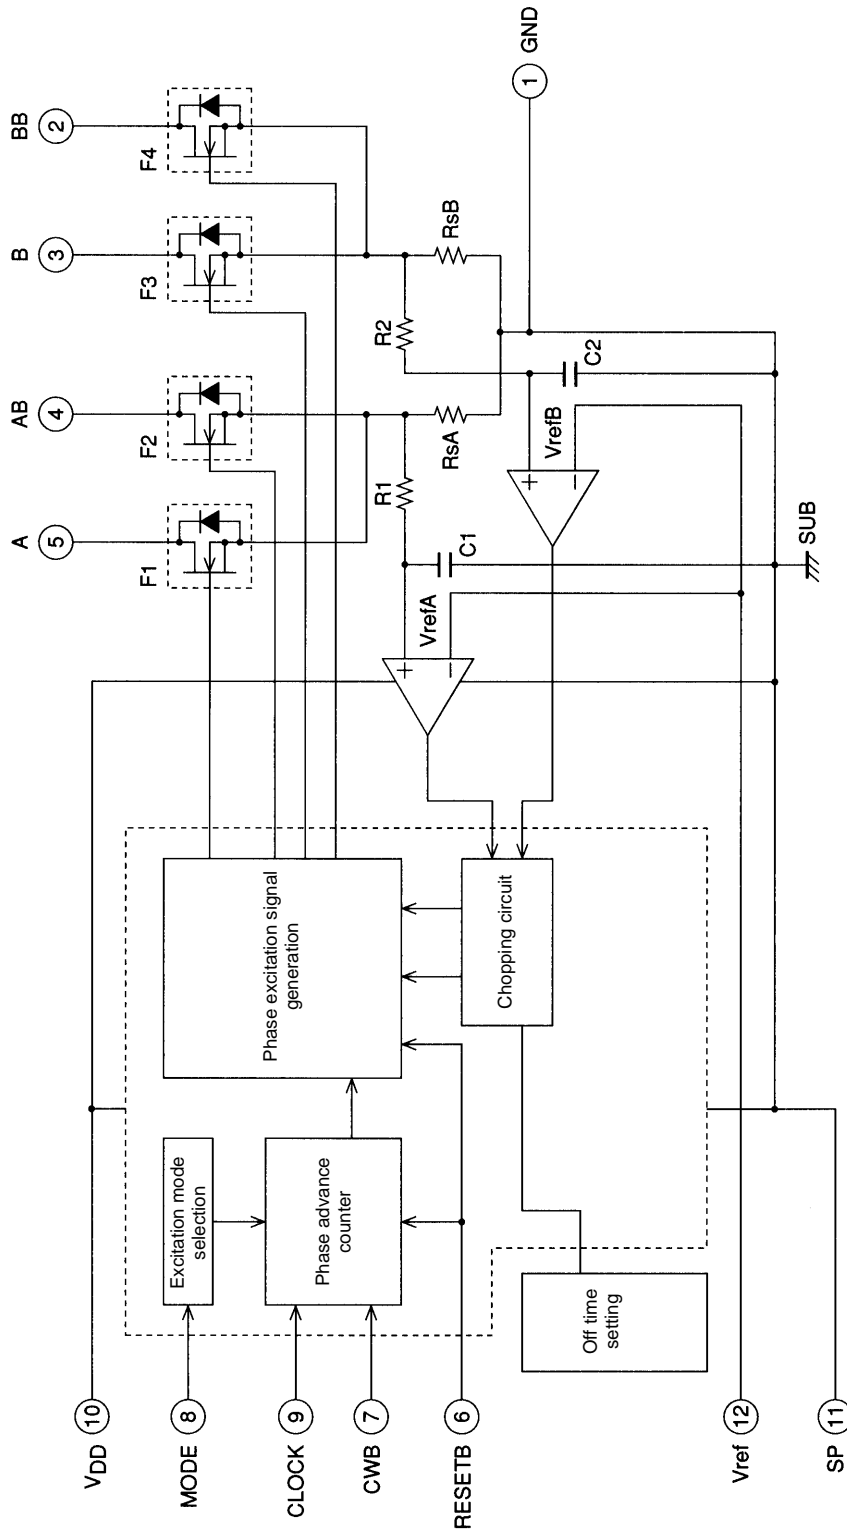 VDD 10
MODE 8
CLOCK 9
CWB 7
RESETB 6
Vref 12
SP 11
Excitation mode
selection
Phase advance
counter
Phase excitation signal
generation
Chopping circuit
Off time
setting
A 5
AB 4
B 3
BB 2
F1
F2
F3
F4
R1
R2
RsA
RsB
C1
C2
VrefA
VrefB
+
−
+
−
SUB
1 GND